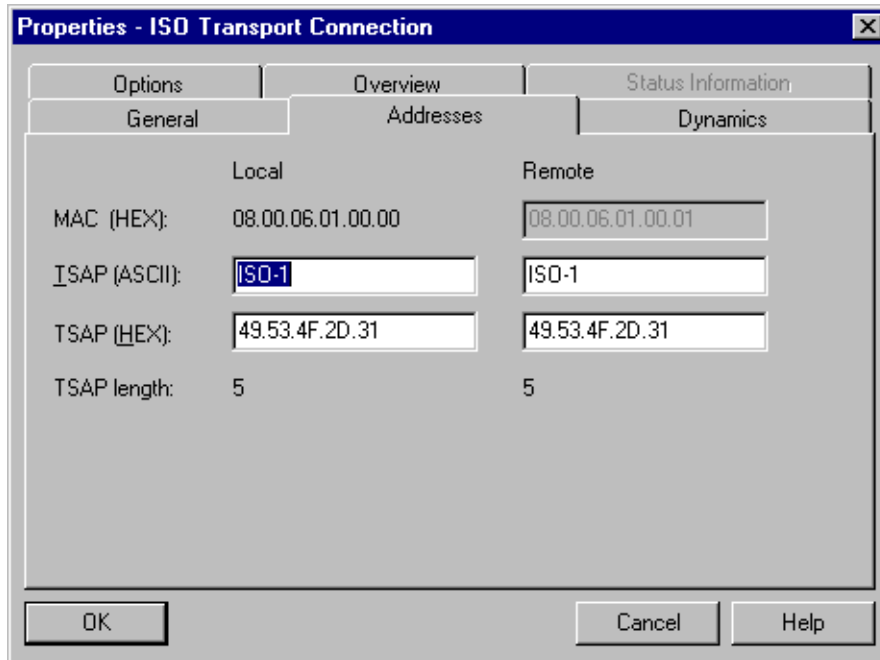 Properties - ISO Transport Connection
Options Overview Status Information
General Addresses Dynamics
Local Remote
MAC (HEX): 08.00.06.01.00.00 08.00.06.01.00.01
TSAP (ASCII): ISO-1 ISO-1
TSAP (HEX): 49.53.4F.2D.31 49.53.4F.2D.31
TSAP length: 5 5
OK Cancel Help